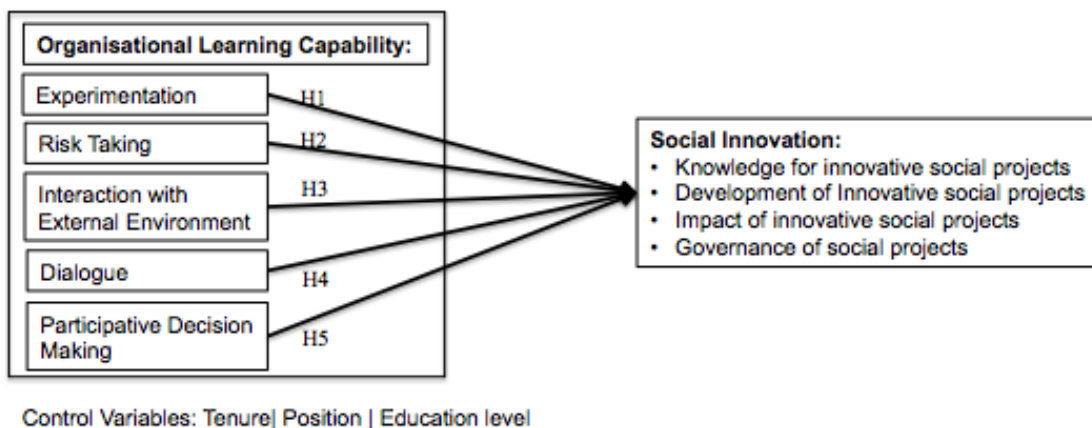 Organisational Learning Capability:
Experimentation
H1
Risk Taking
H2
Interaction with
External Environment
H3
Dialogue
H4
Participative Decision
Making
H5
Social Innovation:
• Knowledge for innovative social projects
• Development of Innovative social projects
• Impact of innovative social projects
• Governance of social projects
Control Variables: Tenure| Position | Education level